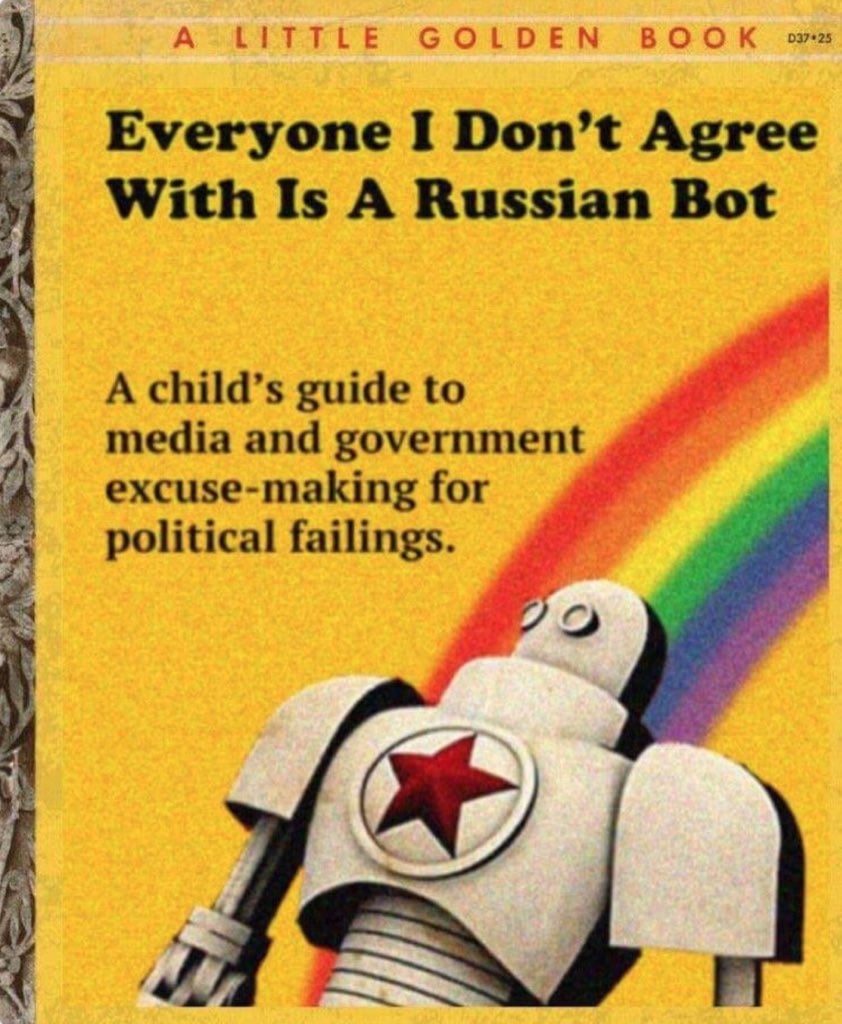 A LITTLE GOLDEN BOOK D37•25
Everyone I Don't Agree
With Is A Russian Bot
A child's guide to
media and government
excuse-making for
political failings.